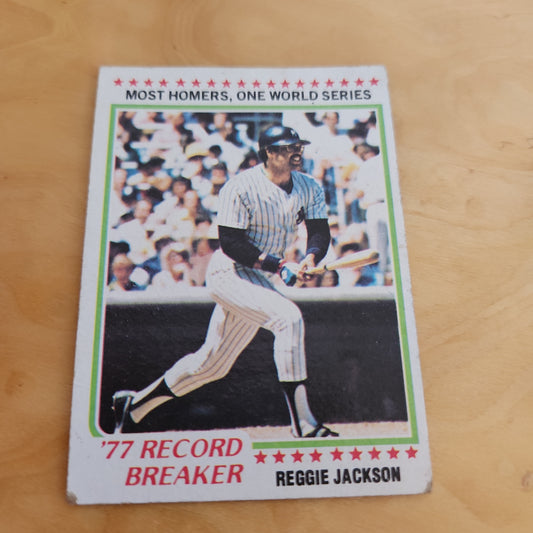 MOST HOMERS, ONE WORLD SERIES
'77 RECORD
BREAKER
REGGIE JACKSON